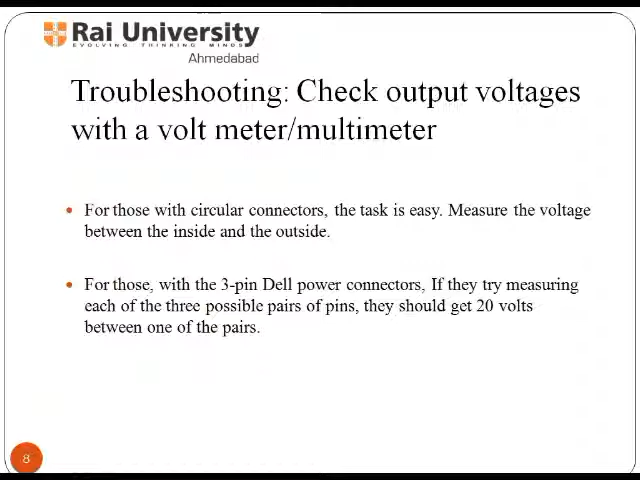 Rai University
EVOLVING THINKING MINDS
Ahmedabad
Troubleshooting: Check output voltages
with a volt meter/multimeter
For those with circular connectors, the task is easy. Measure the voltage
between the inside and the outside.
For those, with the 3-pin Dell power connectors, If they try measuring
each of the three possible pairs of pins, they should get 20 volts
between one of the pairs.
8